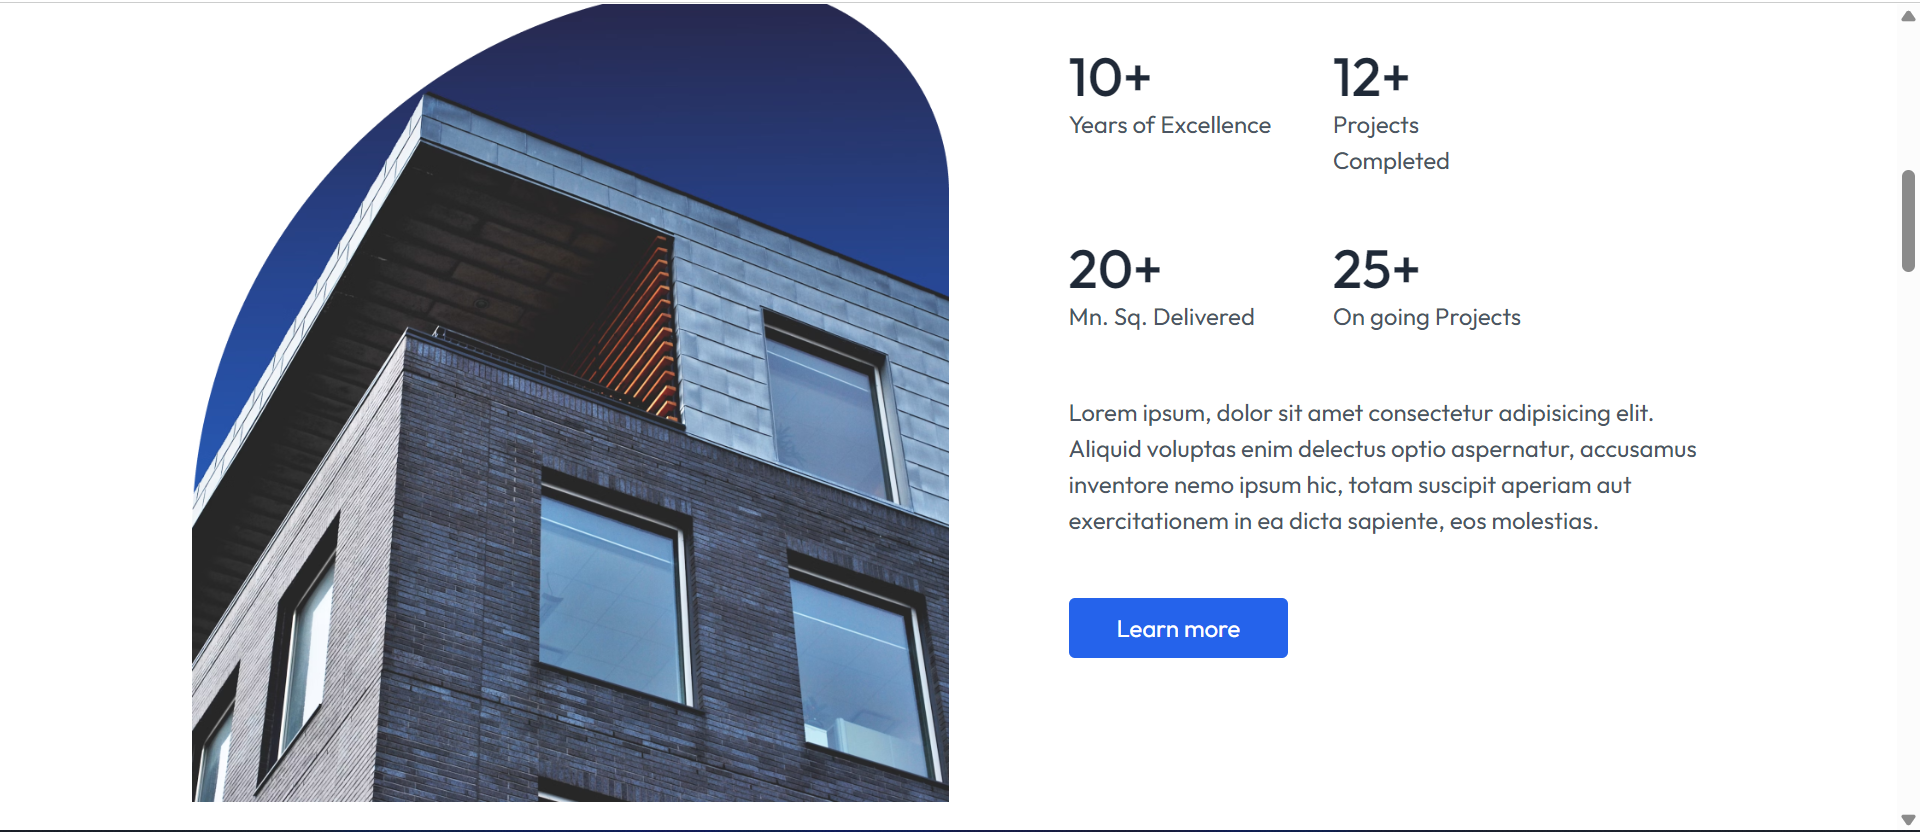 10+
Years of Excellence
12+
Projects
Completed
20+
Mn. Sq. Delivered
25+
On going Projects
Lorem ipsum, dolor sit amet consectetur adipisicing elit.
Aliquid voluptas enim delectus optio aspernatur, accusamus
inventore nemo ipsum hic, totam suscipit aperiam aut
exercitationem in ea dicta sapiente, eos molestias.
Learn more